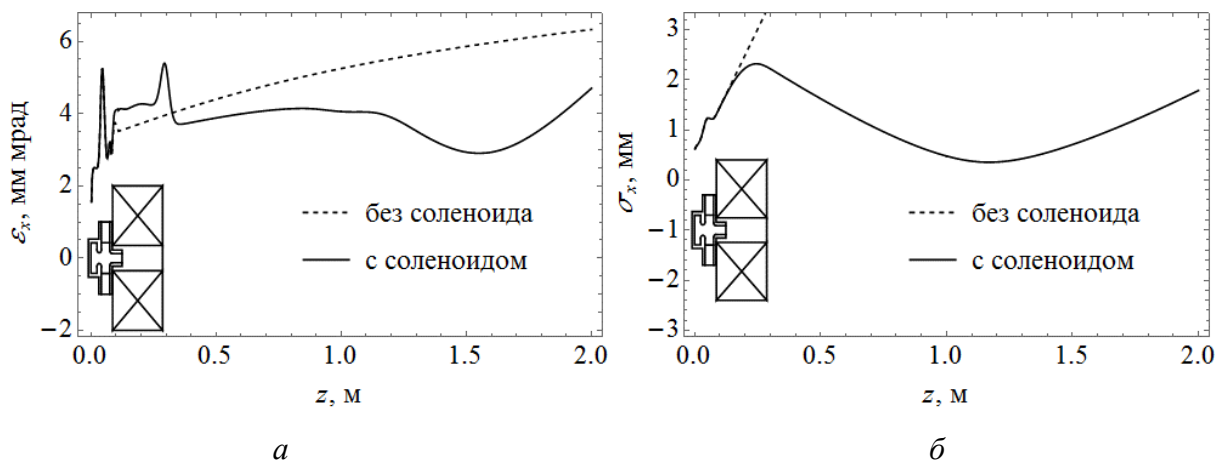 εₓ, мм мрад
6
4
2
0
−2
без соленоида
с соленоидом
0.0 0.5 1.0 1.5 2.0
z, м
а
σₓ, мм
3
2
1
0
−1
−2
−3
без соленоида
с соленоидом
0.0 0.5 1.0 1.5 2.0
z, м
б